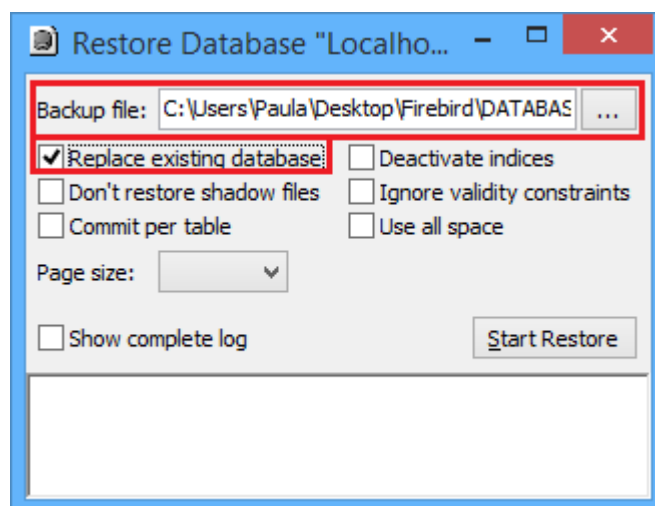 Restore Database "Localho...
Backup file: C:\Users\Paula\Desktop\Firebird\DATABAS ...
Replace existing database Deactivate indices
Don't restore shadow files Ignore validity constraints
Commit per table Use all space
Page size:
Show complete log Start Restore